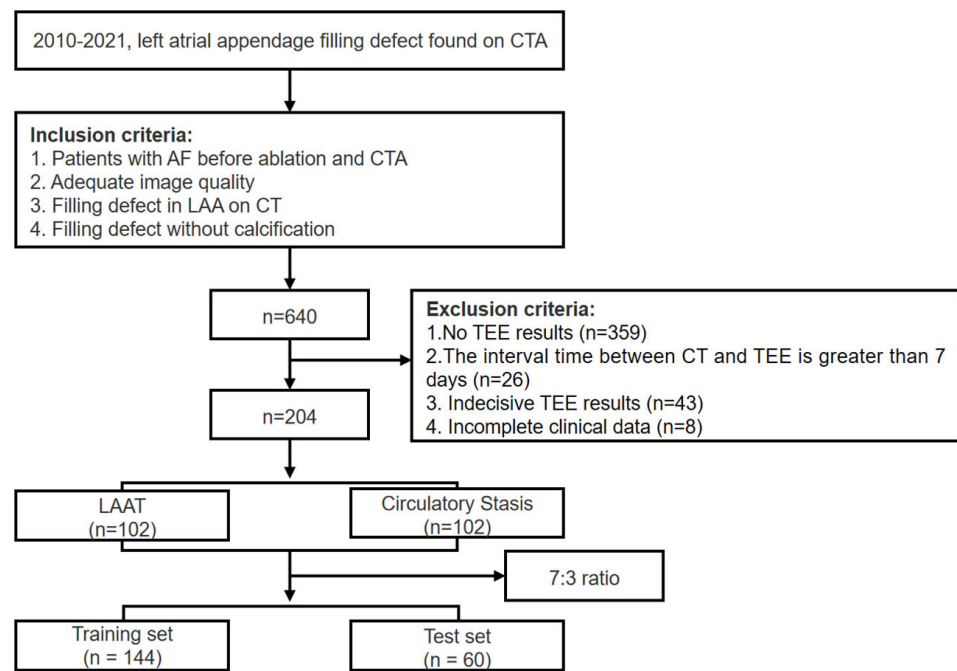 2010-2021, left atrial appendage filling defect found on CTA
Inclusion criteria:
1. Patients with AF before ablation and CTA
2. Adequate image quality
3. Filling defect in LAA on CT
4. Filling defect without calcification
n=640
Exclusion criteria:
1.No TEE results (n=359)
2.The interval time between CT and TEE is greater than 7
days (n=26)
3. Indecisive TEE results (n=43)
4. Incomplete clinical data (n=8)
n=204
LAAT
(n=102)
Circulatory Stasis
(n=102)
7:3 ratio
Training set
(n = 144)
Test set
(n = 60)